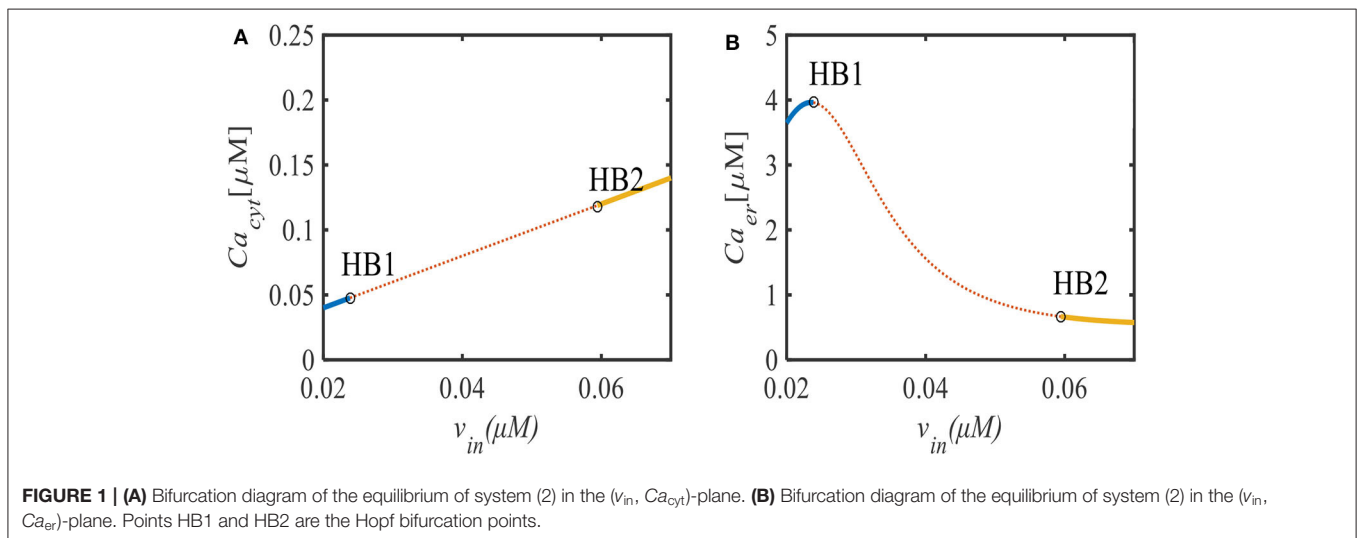 A
0.25
0.2
0.15
0.1
0.05
0
Ca_cyt[μM]
HB1
HB2
0.02 0.04 0.06
v_in(μM)
B
5
4
3
2
1
0
Ca_er[μM]
HB1
HB2
0.02 0.04 0.06
v_in(μM)
FIGURE 1 | (A) Bifurcation diagram of the equilibrium of system (2) in the (v_in, Ca_cyt)-plane. (B) Bifurcation diagram of the equilibrium of system (2) in the (v_in,
Ca_er)-plane. Points HB1 and HB2 are the Hopf bifurcation points.